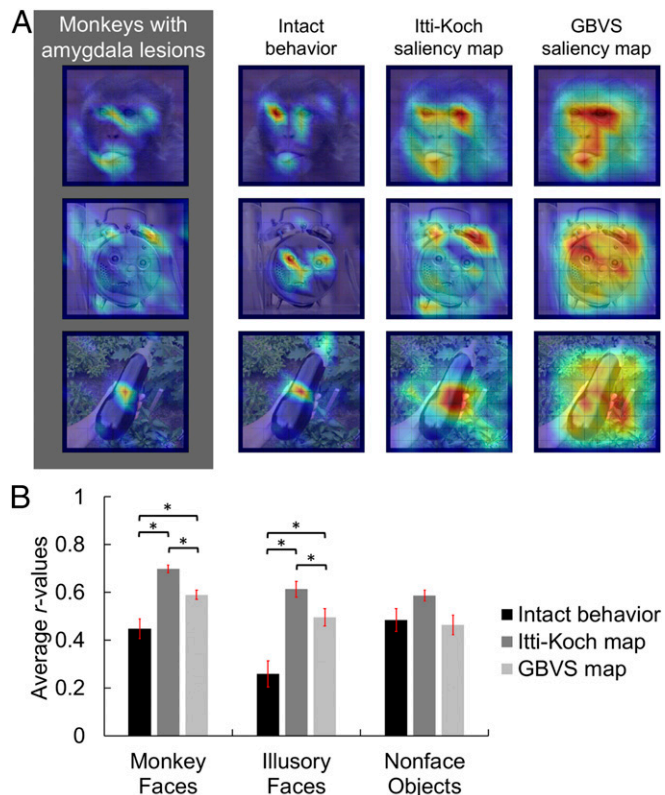 A
Monkeys with
amygdala lesions
Intact
behavior
Itti-Koch
saliency map
GBVS
saliency map
B
Average r-values
1
0.8
0.6
0.4
0.2
0
*
*
*
*
*
*
Monkey
Faces
Illusory
Faces
Nonface
Objects
Intact behavior
Itti-Koch map
GBVS map